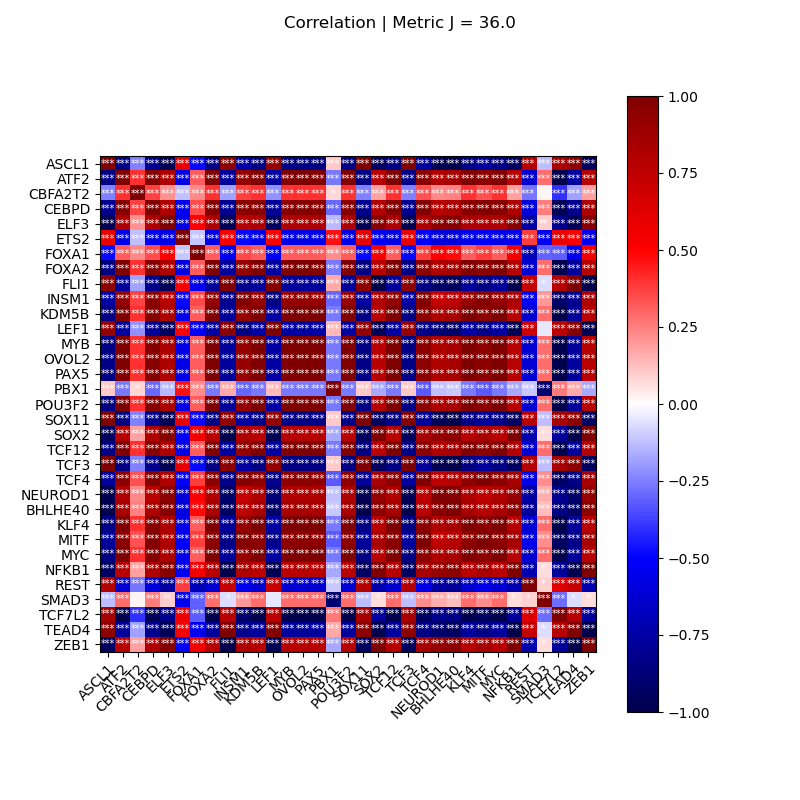 Correlation | Metric J = 36.0
ASCL1
ATF2
CBFA2T2
CEBPD
ELF3
ETS2
FOXA1
FOXA2
FLI1
INSM1
KDM5B
LEF1
MYB
OVOL2
PAX5
PBX1
POU3F2
SOX11
SOX2
TCF12
TCF3
TCF4
NEUROD1
BHLHE40
KLF4
MITF
MYC
NFKB1
REST
SMAD3
TCF7L2
TEAD4
ZEB1
ASCL1
ATF2
CBFA2T2
CEBPD
ELF3
ETS2
FOXA1
FOXA2
FLI1
INSM1
KDM5B
LEF1
MYB
OVOL2
PAX5
PBX1
POU3F2
SOX11
SOX2
TCF12
TCF3
TCF4
NEUROD1
BHLHE40
KLF4
MITF
MYC
NFKB1
REST
SMAD3
TCF7L2
TEAD4
ZEB1
1.00
0.75
0.50
0.25
0.00
−0.25
−0.50
−0.75
−1.00